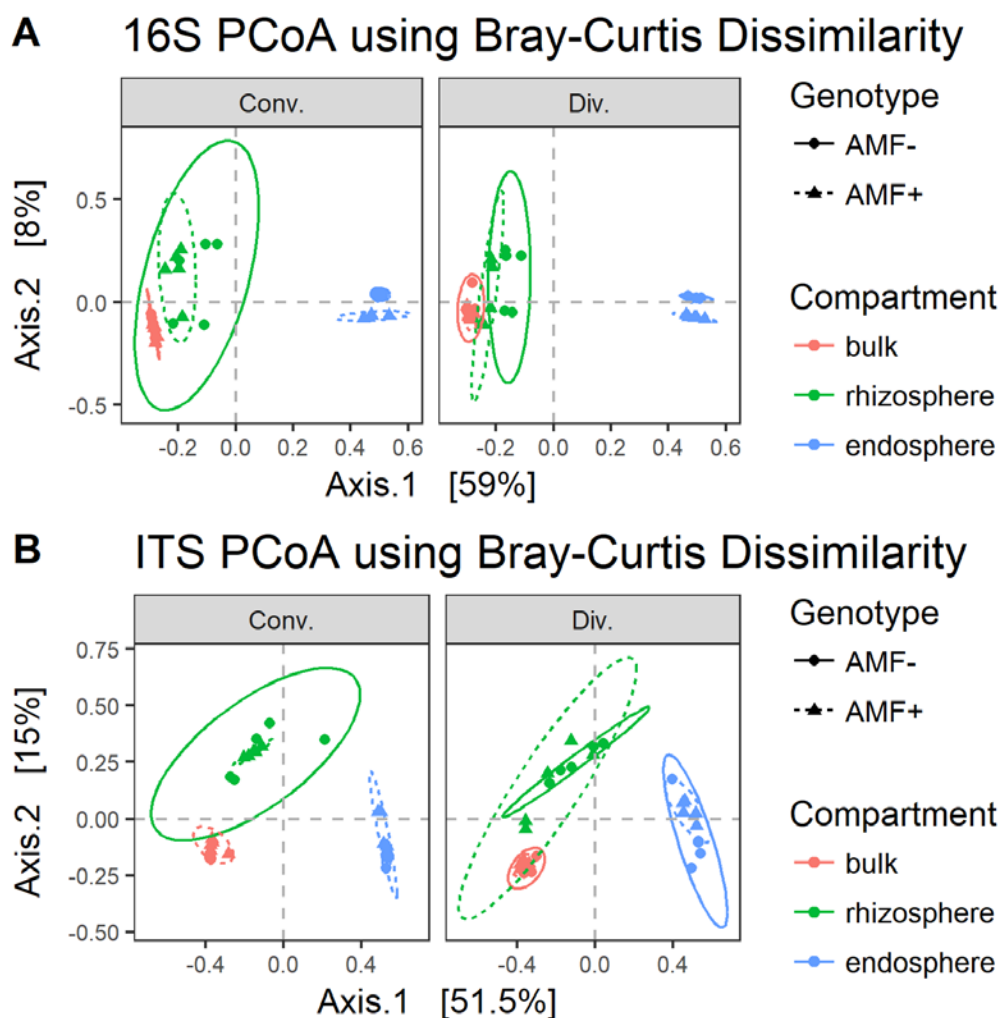 A 16S PCoA using Bray-Curtis Dissimilarity
Conv. Div.
Axis.2 [8%]
0.5
0.0
-0.5
-0.2 0.0 0.2 0.4 0.6 -0.2 0.0 0.2 0.4 0.6
Axis.1 [59%]
Genotype
AMF-
AMF+
Compartment
bulk
rhizosphere
endosphere
B ITS PCoA using Bray-Curtis Dissimilarity
Conv. Div.
Axis.2 [15%]
0.75
0.50
0.25
0.00
-0.25
-0.50
-0.4 0.0 0.4 -0.4 0.0 0.4
Axis.1 [51.5%]
Genotype
AMF-
AMF+
Compartment
bulk
rhizosphere
endosphere